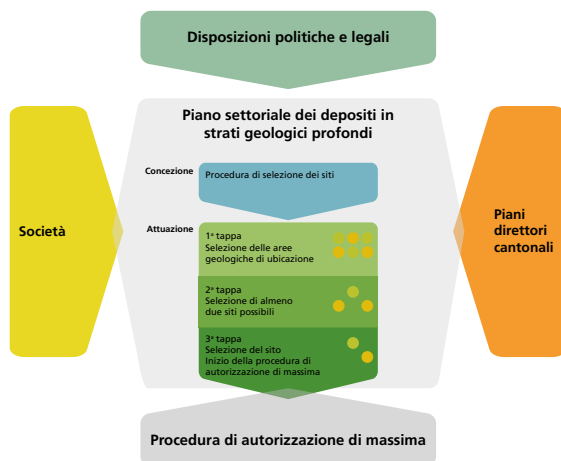 Disposizioni politiche e legali
Piano settoriale dei depositi in
strati geologici profondi
Concezione
Procedura di selezione dei siti
Società
Piani
direttori
cantonali
Attuazione
1ª tappa
Selezione delle aree
geologiche di ubicazione
2ª tappa
Selezione di almeno
due siti possibili
3ª tappa
Selezione del sito
Inizio della procedura di
autorizzazione di massima
Procedura di autorizzazione di massima